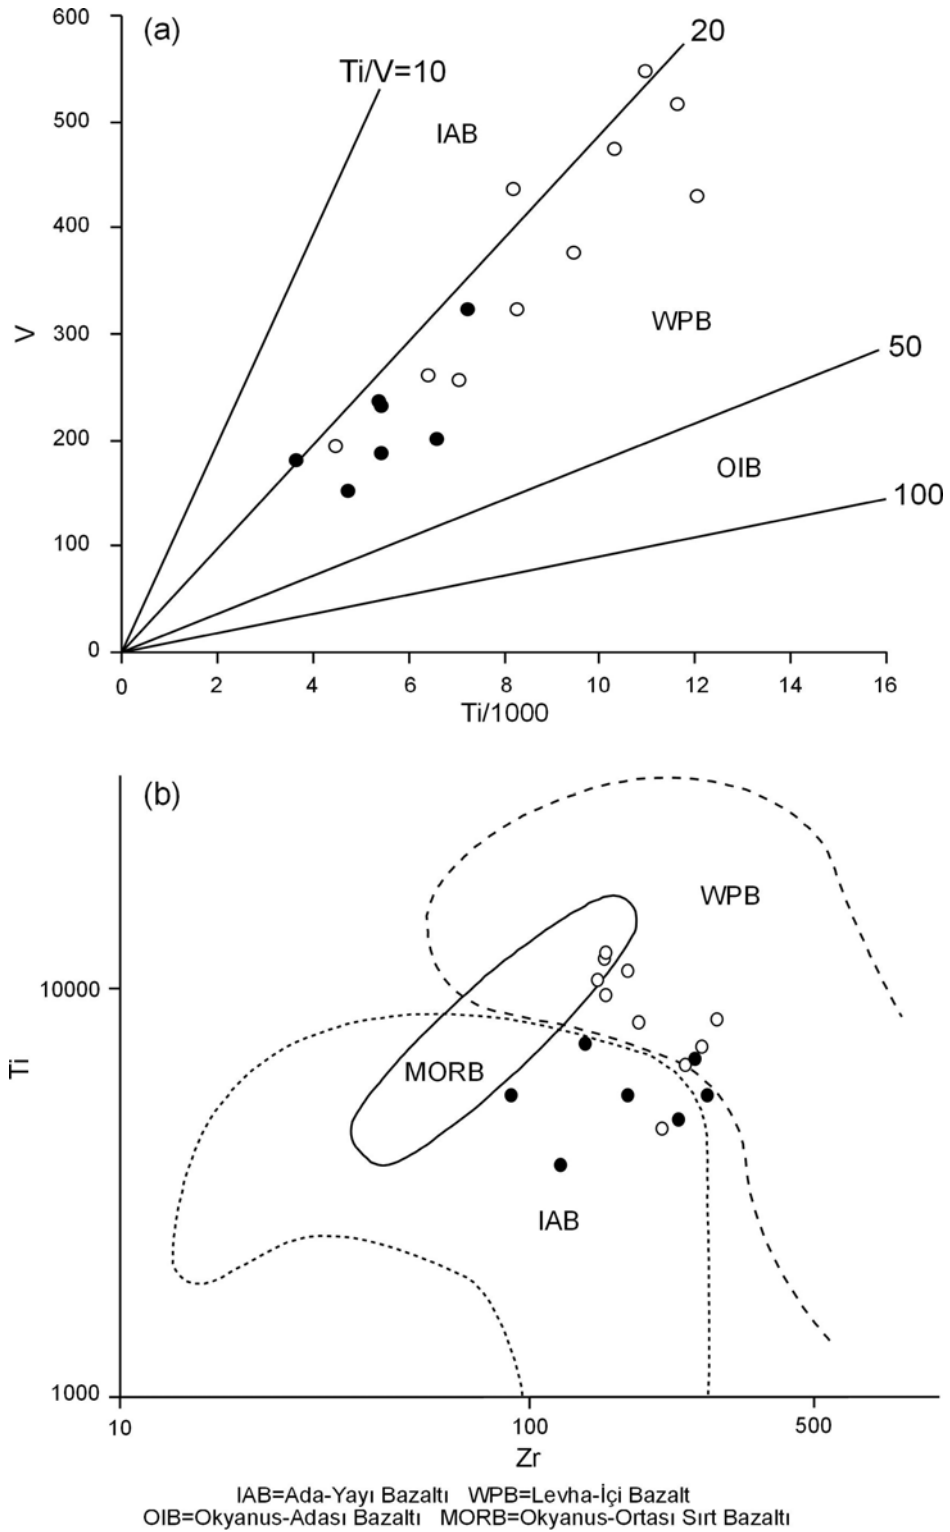 600
(a)
20
Ti/V=10
IAB
500
400
WPB
V
300
50
200
OIB
100
100
0
0 2 4 6 8 10 12 14 16
Ti/1000
(b)
WPB
10000
MORB
Ti
IAB
1000
10 100 500
Zr
IAB=Ada-Yayı Bazaltı WPB=Levha-İçi Bazalt
OIB=Okyanus-Adası Bazaltı MORB=Okyanus-Ortası Sırt Bazaltı